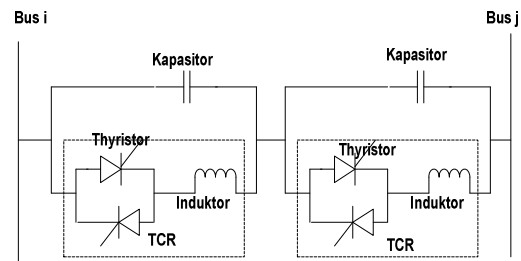 Bus i
Bus j
Kapasitor
Kapasitor
Thyristor
Thyristor
Induktor
Induktor
TCR
TCR